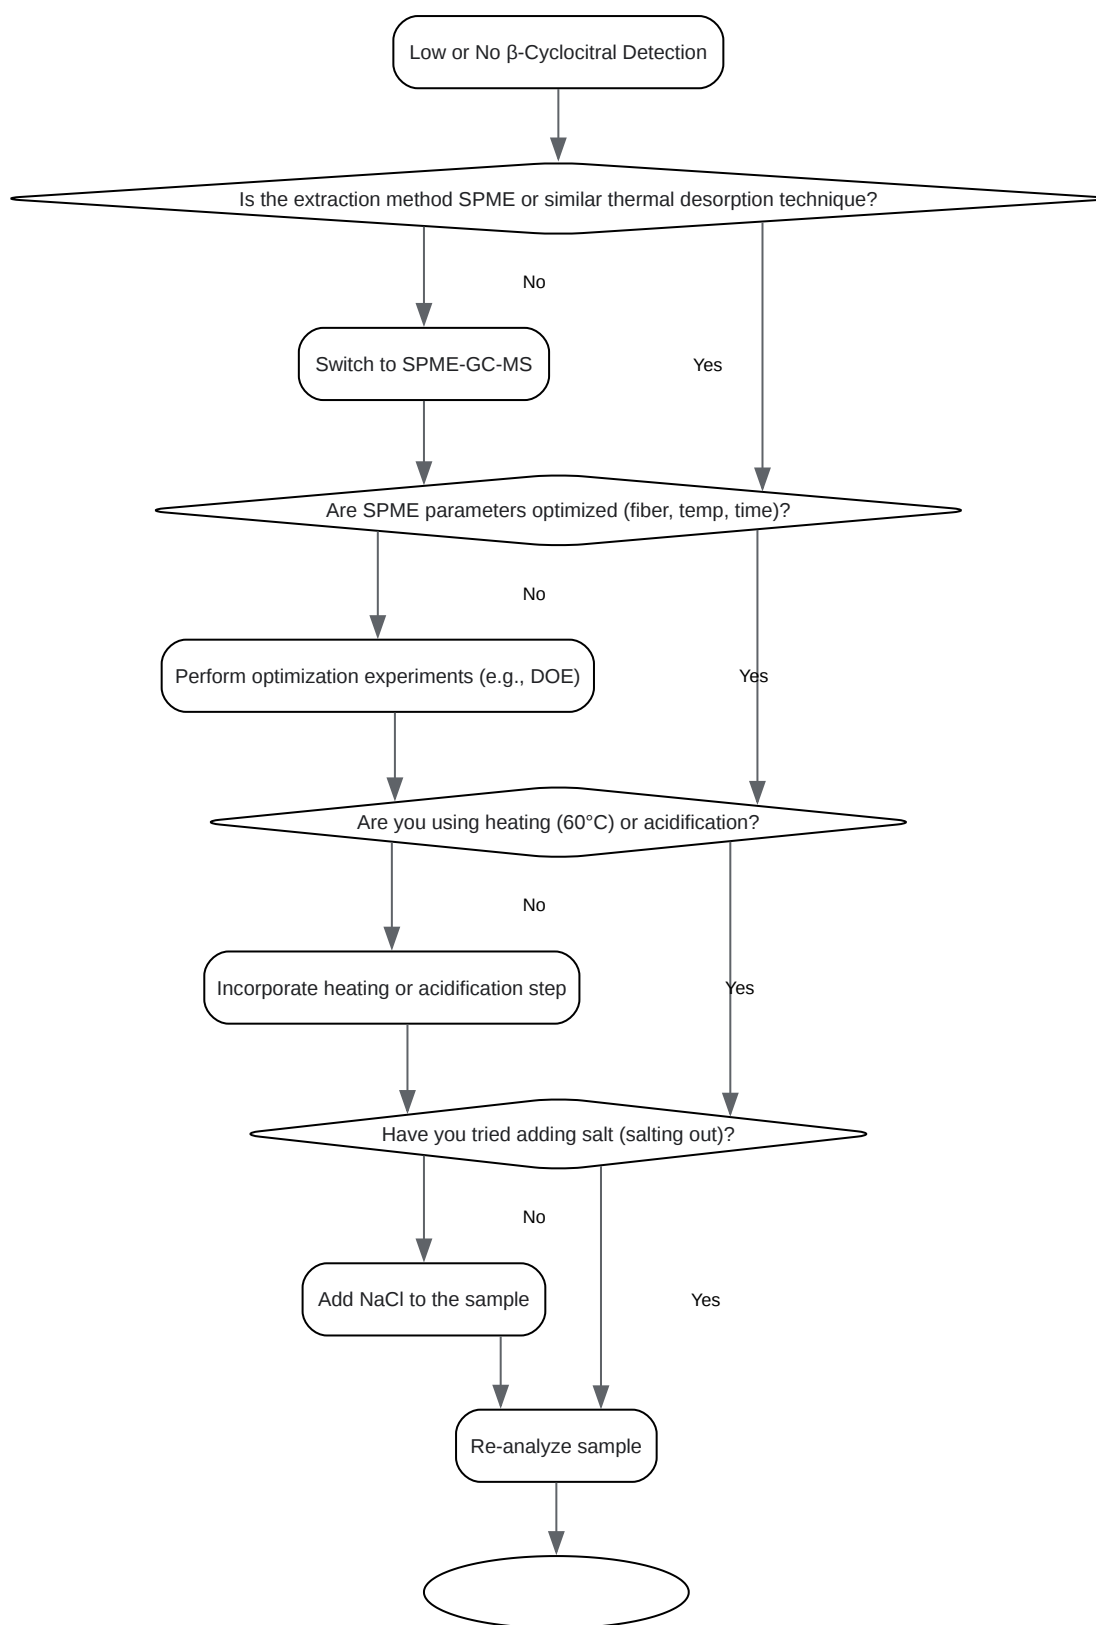 Low or No β-Cyclocitral Detection
Is the extraction method SPME or similar thermal desorption technique?
No
Switch to SPME-GC-MS
Yes
Are SPME parameters optimized (fiber, temp, time)?
No
Perform optimization experiments (e.g., DOE)
Yes
Are you using heating (60°C) or acidification?
No
Incorporate heating or acidification step
Yes
Have you tried adding salt (salting out)?
No
Add NaCl to the sample
Yes
Re-analyze sample